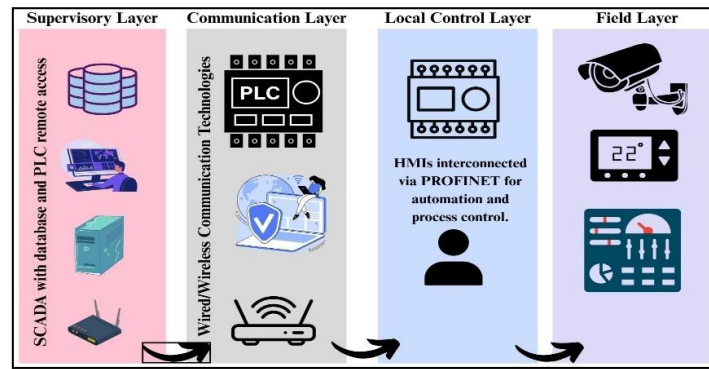 Supervisory Layer
Communication Layer
Local Control Layer
Field Layer
SCADA with database and PLC remote access
Wired/Wireless Communication Technologies
PLC
HMIs interconnected
via PROFINET for
automation and
process control.
22°